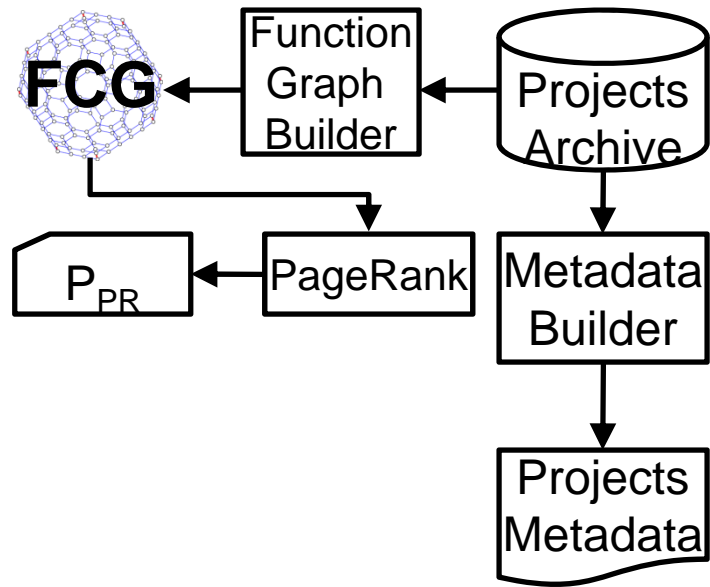 FCG
Function
Graph
Builder
Projects
Archive
P_PR
PageRank
Metadata
Builder
Projects
Metadata